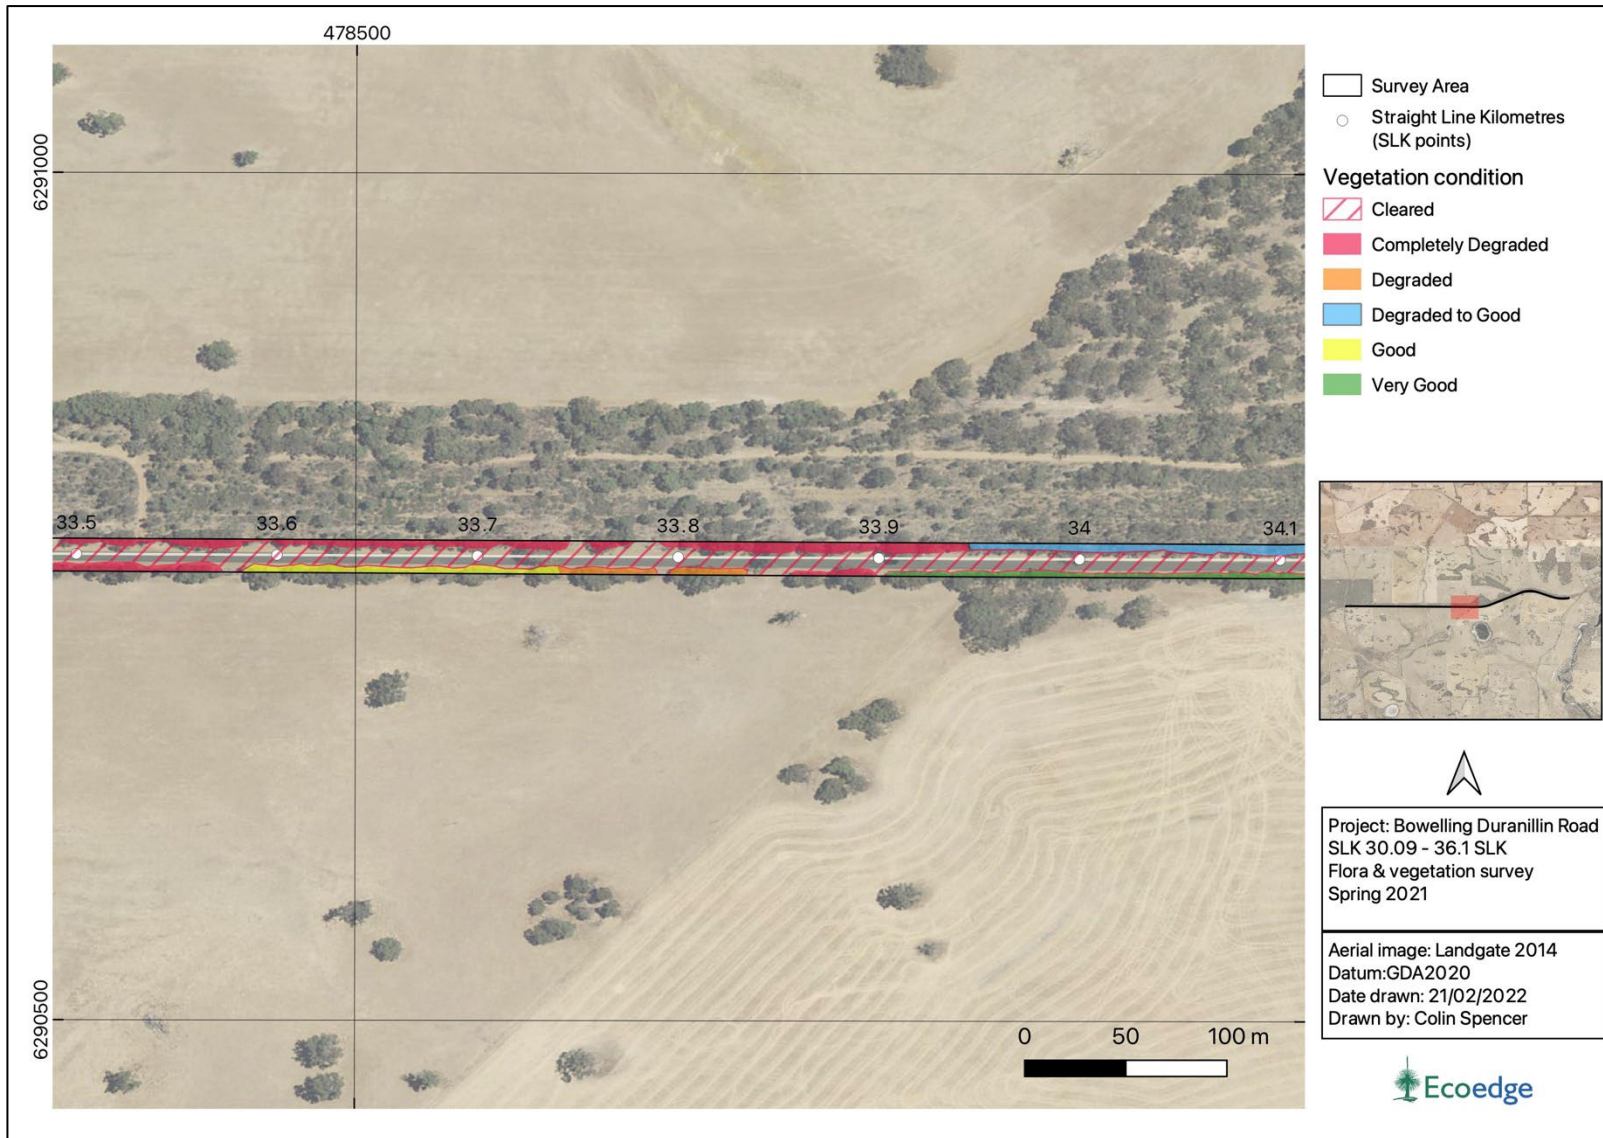 478500
6291000
6290500
33.5
33.6
33.7
33.8
33.9
34
34.1
0
50
100 m
Survey Area
Straight Line Kilometres
(SLK points)
Vegetation condition
Cleared
Completely Degraded
Degraded
Degraded to Good
Good
Very Good
Project: Bowelling Duranillin Road
SLK 30.09 - 36.1 SLK
Flora & vegetation survey
Spring 2021
Aerial image: Landgate 2014
Datum:GDA2020
Date drawn: 21/02/2022
Drawn by: Colin Spencer
Ecoedge